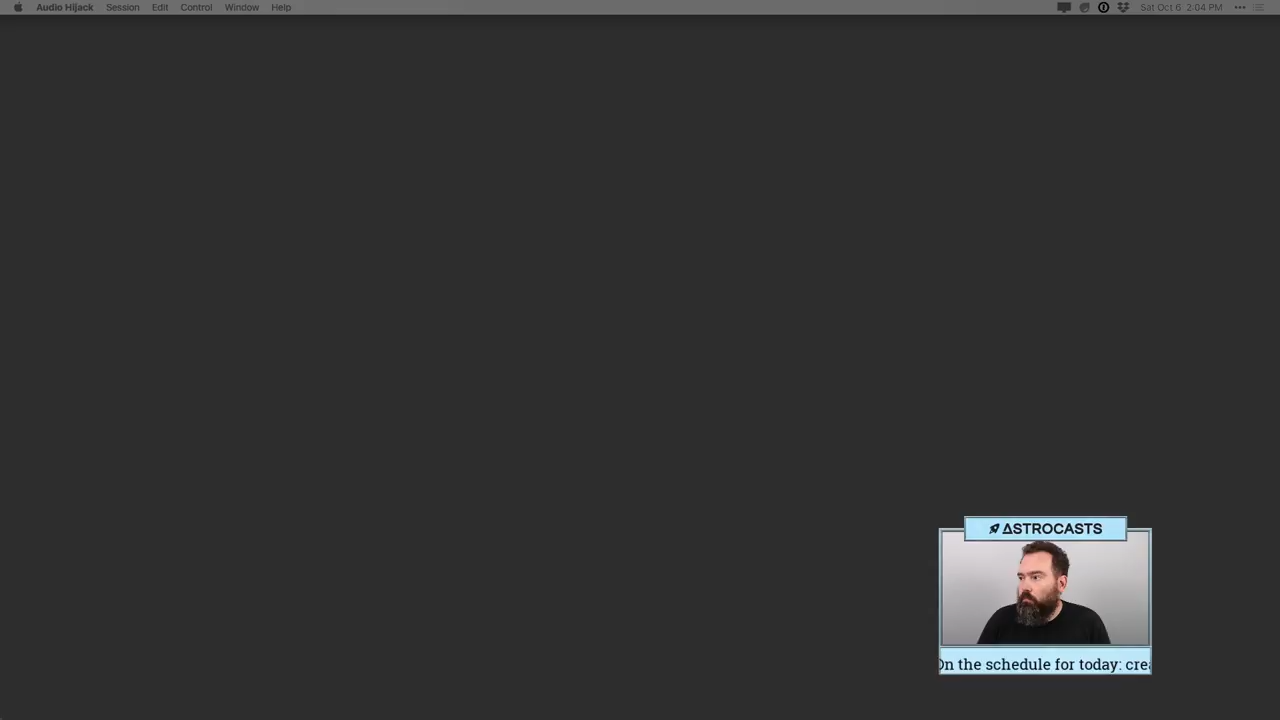 Audio Hijack Session Edit Control Window Help Sat Oct 6 2:04 PM
ASTROCASTS
On the schedule for today: crea